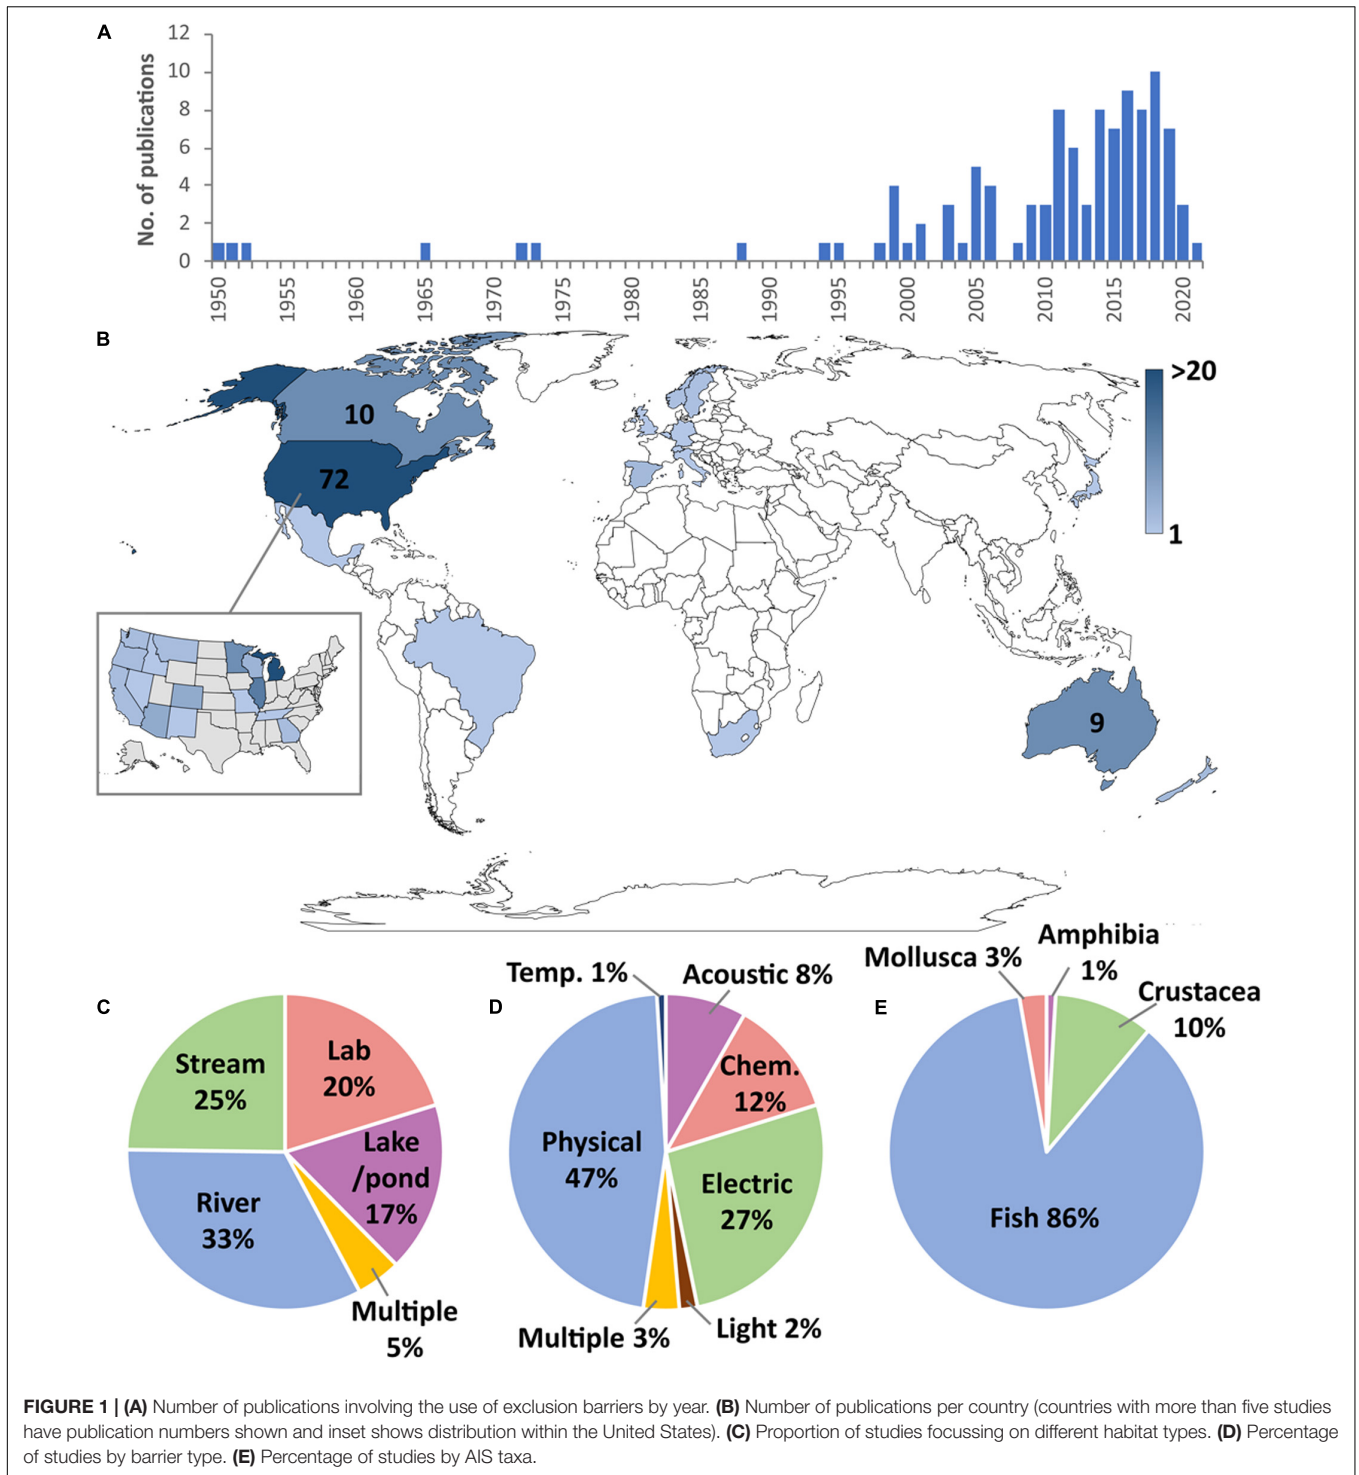 A
No. of publications
12
10
8
6
4
2
0
1950
1955
1960
1965
1970
1975
1980
1985
1990
1995
2000
2005
2010
2015
2020
B
10
72
9
>20
1
C
Stream
25%
Lab
20%
Lake
/pond
17%
River
33%
Multiple
5%
D
Temp. 1%
Acoustic 8%
Chem.
12%
Physical
47%
Electric
27%
Multiple 3%
Light 2%
E
Mollusca 3%
Amphibia
1%
Crustacea
10%
Fish 86%
FIGURE 1 | (A) Number of publications involving the use of exclusion barriers by year. (B) Number of publications per country (countries with more than five studies
have publication numbers shown and inset shows distribution within the United States). (C) Proportion of studies focussing on different habitat types. (D) Percentage
of studies by barrier type. (E) Percentage of studies by AIS taxa.